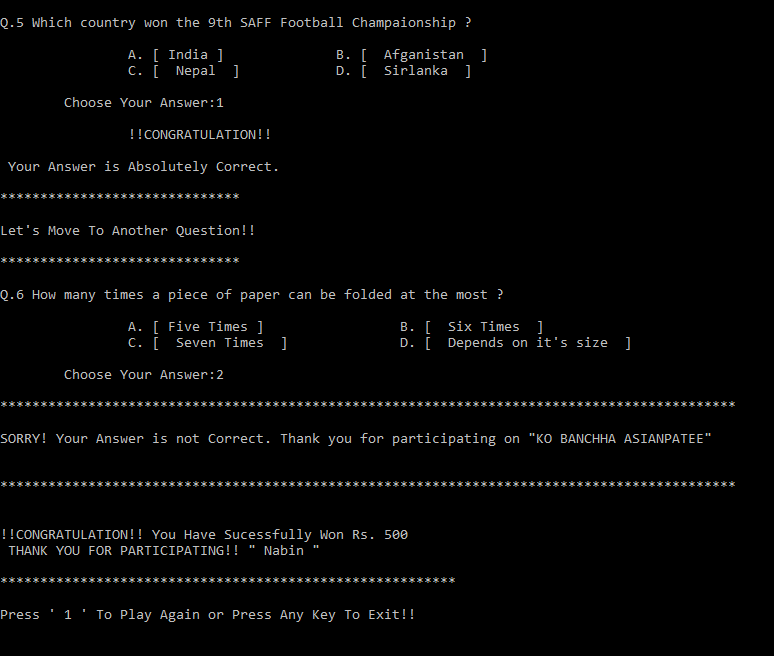 Q.5 Which country won the 9th SAFF Football Champaionship ?
A. [ India ] B. [ Afganistan ]
C. [ Nepal ] D. [ Sirlanka ]
Choose Your Answer:1
!!CONGRATULATION!!
Your Answer is Absolutely Correct.
******************************
Let's Move To Another Question!!
******************************
Q.6 How many times a piece of paper can be folded at the most ?
A. [ Five Times ] B. [ Six Times ]
C. [ Seven Times ] D. [ Depends on it's size ]
Choose Your Answer:2
********************************************************************************************
SORRY! Your Answer is not Correct. Thank you for participating on "KO BANCHHA ASIANPATEE"
********************************************************************************************
!!CONGRATULATION!! You Have Sucessfully Won Rs. 500
THANK YOU FOR PARTICIPATING!! " Nabin "
*********************************************************
Press ' 1 ' To Play Again or Press Any Key To Exit!!